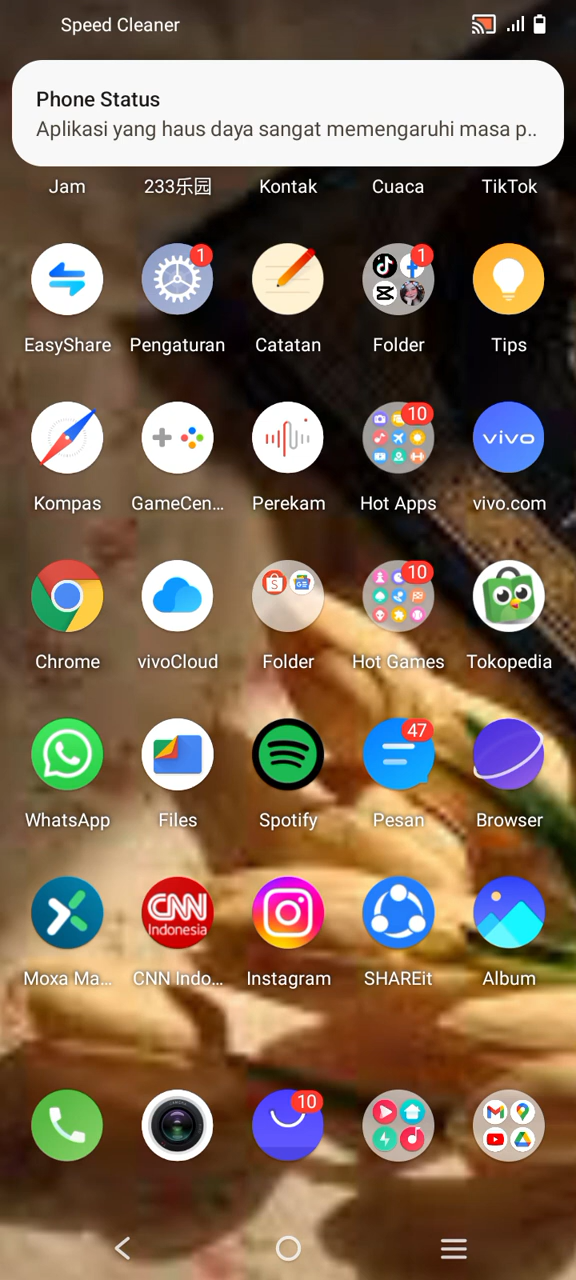 Speed Cleaner
Phone Status
Aplikasi yang haus daya sangat memengaruhi masa p..
Jam 233乐园 Kontak Cuaca TikTok
1 1
EasyShare Pengaturan Catatan Folder Tips
10
vivo
Kompas GameCen... Perekam Hot Apps vivo.com
10
Chrome vivoCloud Folder Hot Games Tokopedia
47
WhatsApp Files Spotify Pesan Browser
CNN
Indonesia
Moxa Ma... CNN Indo... Instagram SHAREit Album
10